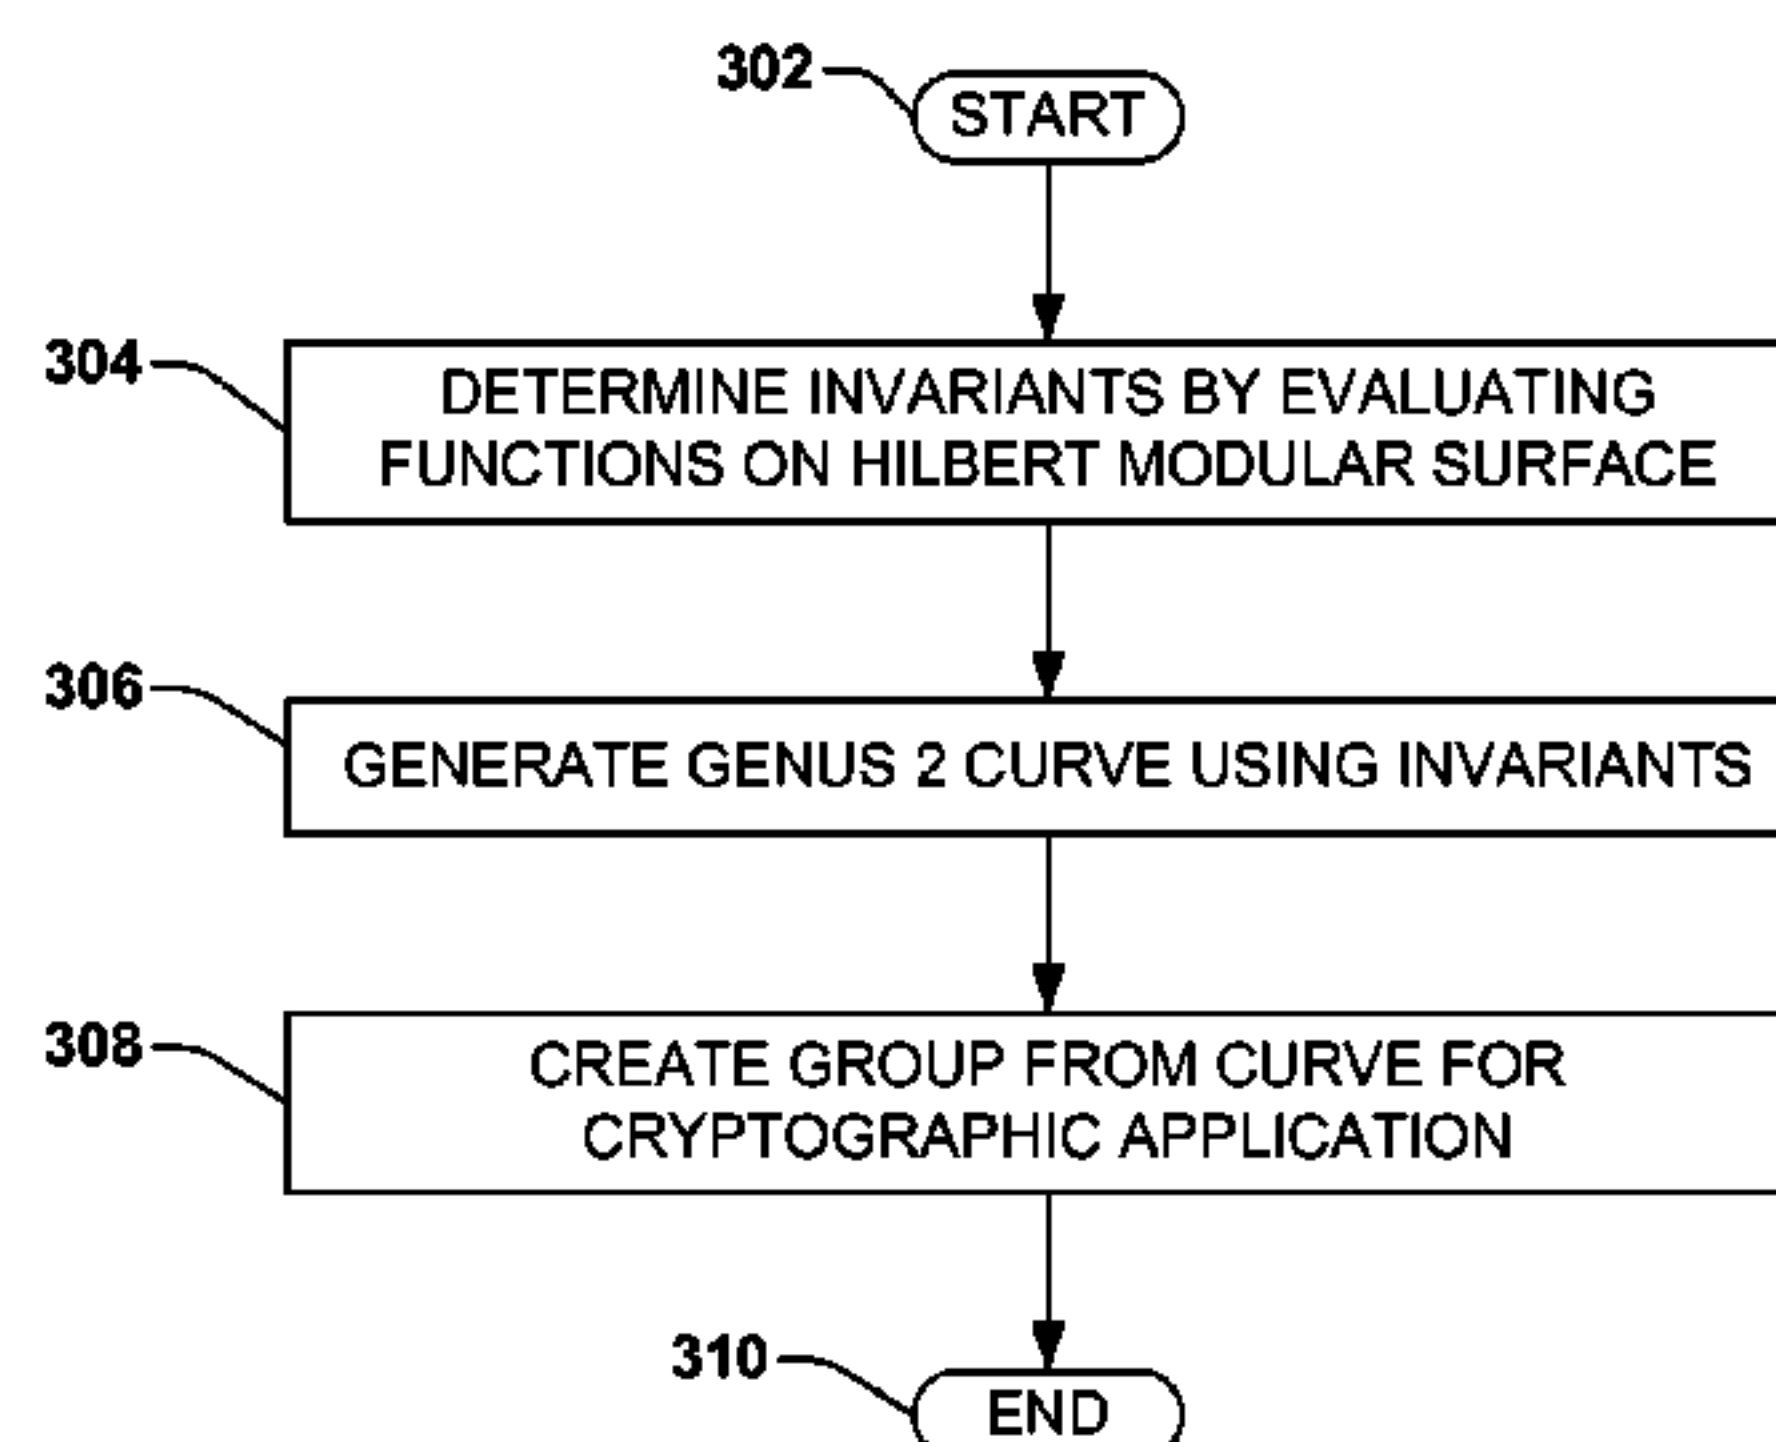 302
START
304
DETERMINE INVARIANTS BY EVALUATING
FUNCTIONS ON HILBERT MODULAR SURFACE
306
GENERATE GENUS 2 CURVE USING INVARIANTS
308
CREATE GROUP FROM CURVE FOR
CRYPTOGRAPHIC APPLICATION
310
END